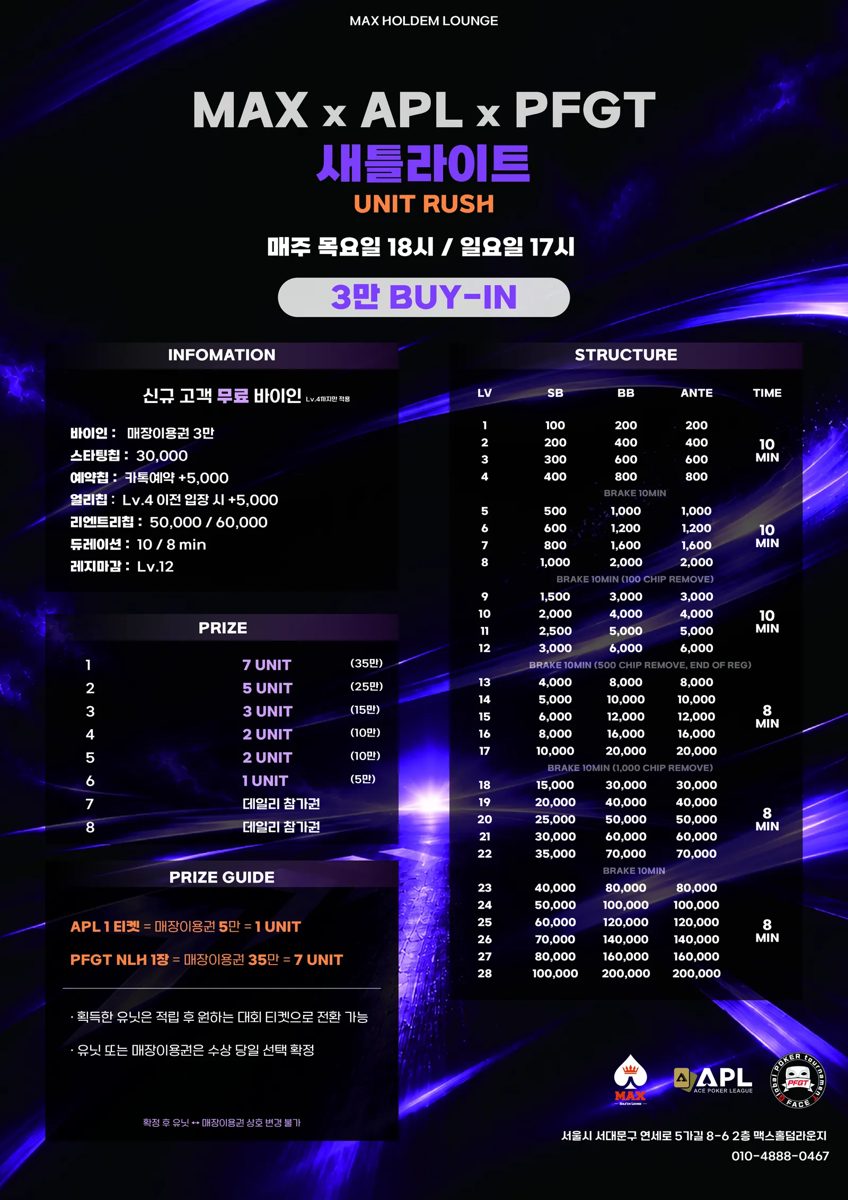 MAX HOLDEM LOUNGE
MAX x APL x PFGT
새틀라이트
UNIT RUSH
매주 목요일 18시 / 일요일 17시
3만 BUY-IN
INFOMATION
신규 고객 무료 바이인 Lv.4까지만 적용
바이인 : 매장이용권 3만
스타팅칩 : 30,000
예약칩 : 카톡예약 +5,000
얼리칩 : Lv.4 이전 입장 시 +5,000
리엔트리칩 : 50,000 / 60,000
듀레이션 : 10 / 8 min
레지마감 : Lv.12
PRIZE
1 7 UNIT (35만)
2 5 UNIT (25만)
3 3 UNIT (15만)
4 2 UNIT (10만)
5 2 UNIT (10만)
6 1 UNIT (5만)
7 데일리 참가권
8 데일리 참가권
PRIZE GUIDE
APL 1 티켓 = 매장이용권 5만 = 1 UNIT
PFGT NLH 1장 = 매장이용권 35만 = 7 UNIT
· 획득한 유닛은 적립 후 원하는 대회 티켓으로 전환 가능
· 유닛 또는 매장이용권은 수상 당일 선택 확정
확정 후 유닛 ↔ 매장이용권 상호 변경 불가
STRUCTURE
LV SB BB ANTE TIME
1 100 200 200
2 200 400 400
3 300 600 600
4 400 800 800
10 MIN
BRAKE 10MIN
5 500 1,000 1,000
6 600 1,200 1,200
7 800 1,600 1,600
8 1,000 2,000 2,000
10 MIN
BRAKE 10MIN (100 CHIP REMOVE)
9 1,500 3,000 3,000
10 2,000 4,000 4,000
11 2,500 5,000 5,000
12 3,000 6,000 6,000
10 MIN
BRAKE 10MIN (500 CHIP REMOVE, END OF REG)
13 4,000 8,000 8,000
14 5,000 10,000 10,000
15 6,000 12,000 12,000
16 8,000 16,000 16,000
17 10,000 20,000 20,000
8 MIN
BRAKE 10MIN (1,000 CHIP REMOVE)
18 15,000 30,000 30,000
19 20,000 40,000 40,000
20 25,000 50,000 50,000
21 30,000 60,000 60,000
22 35,000 70,000 70,000
8 MIN
BRAKE 10MIN
23 40,000 80,000 80,000
24 50,000 100,000 100,000
25 60,000 120,000 120,000
26 70,000 140,000 140,000
27 80,000 160,000 160,000
28 100,000 200,000 200,000
8 MIN
MAX
APL
ACE POKER LEAGUE
POKER tournament
PFGT
FACE
서울시 서대문구 연세로 5가길 8-6 2층 맥스홀덤라운지
010-4888-0467